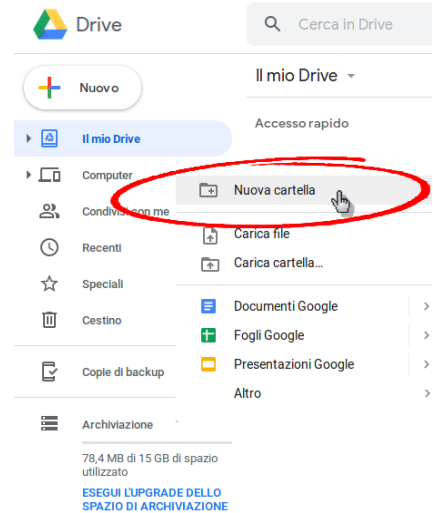 Drive
Cerca in Drive
Nuovo
Il mio Drive
Accesso rapido
Il mio Drive
Computer
Nuova cartella
Condivisi con me
Carica file
Recenti
Carica cartella...
Speciali
Documenti Google
Cestino
Fogli Google
Presentazioni Google
Copie di backup
Altro
Archiviazione
78,4 MB di 15 GB di spazio
utilizzato
ESEGUI L'UPGRADE DELLO
SPAZIO DI ARCHIVIAZIONE